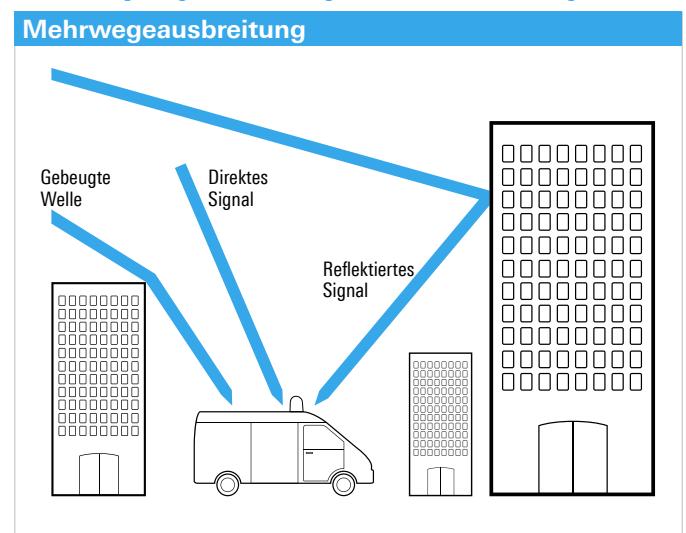 Mehrwegeausbreitung
Gebeugte
Welle
Direktes
Signal
Reflektiertes
Signal